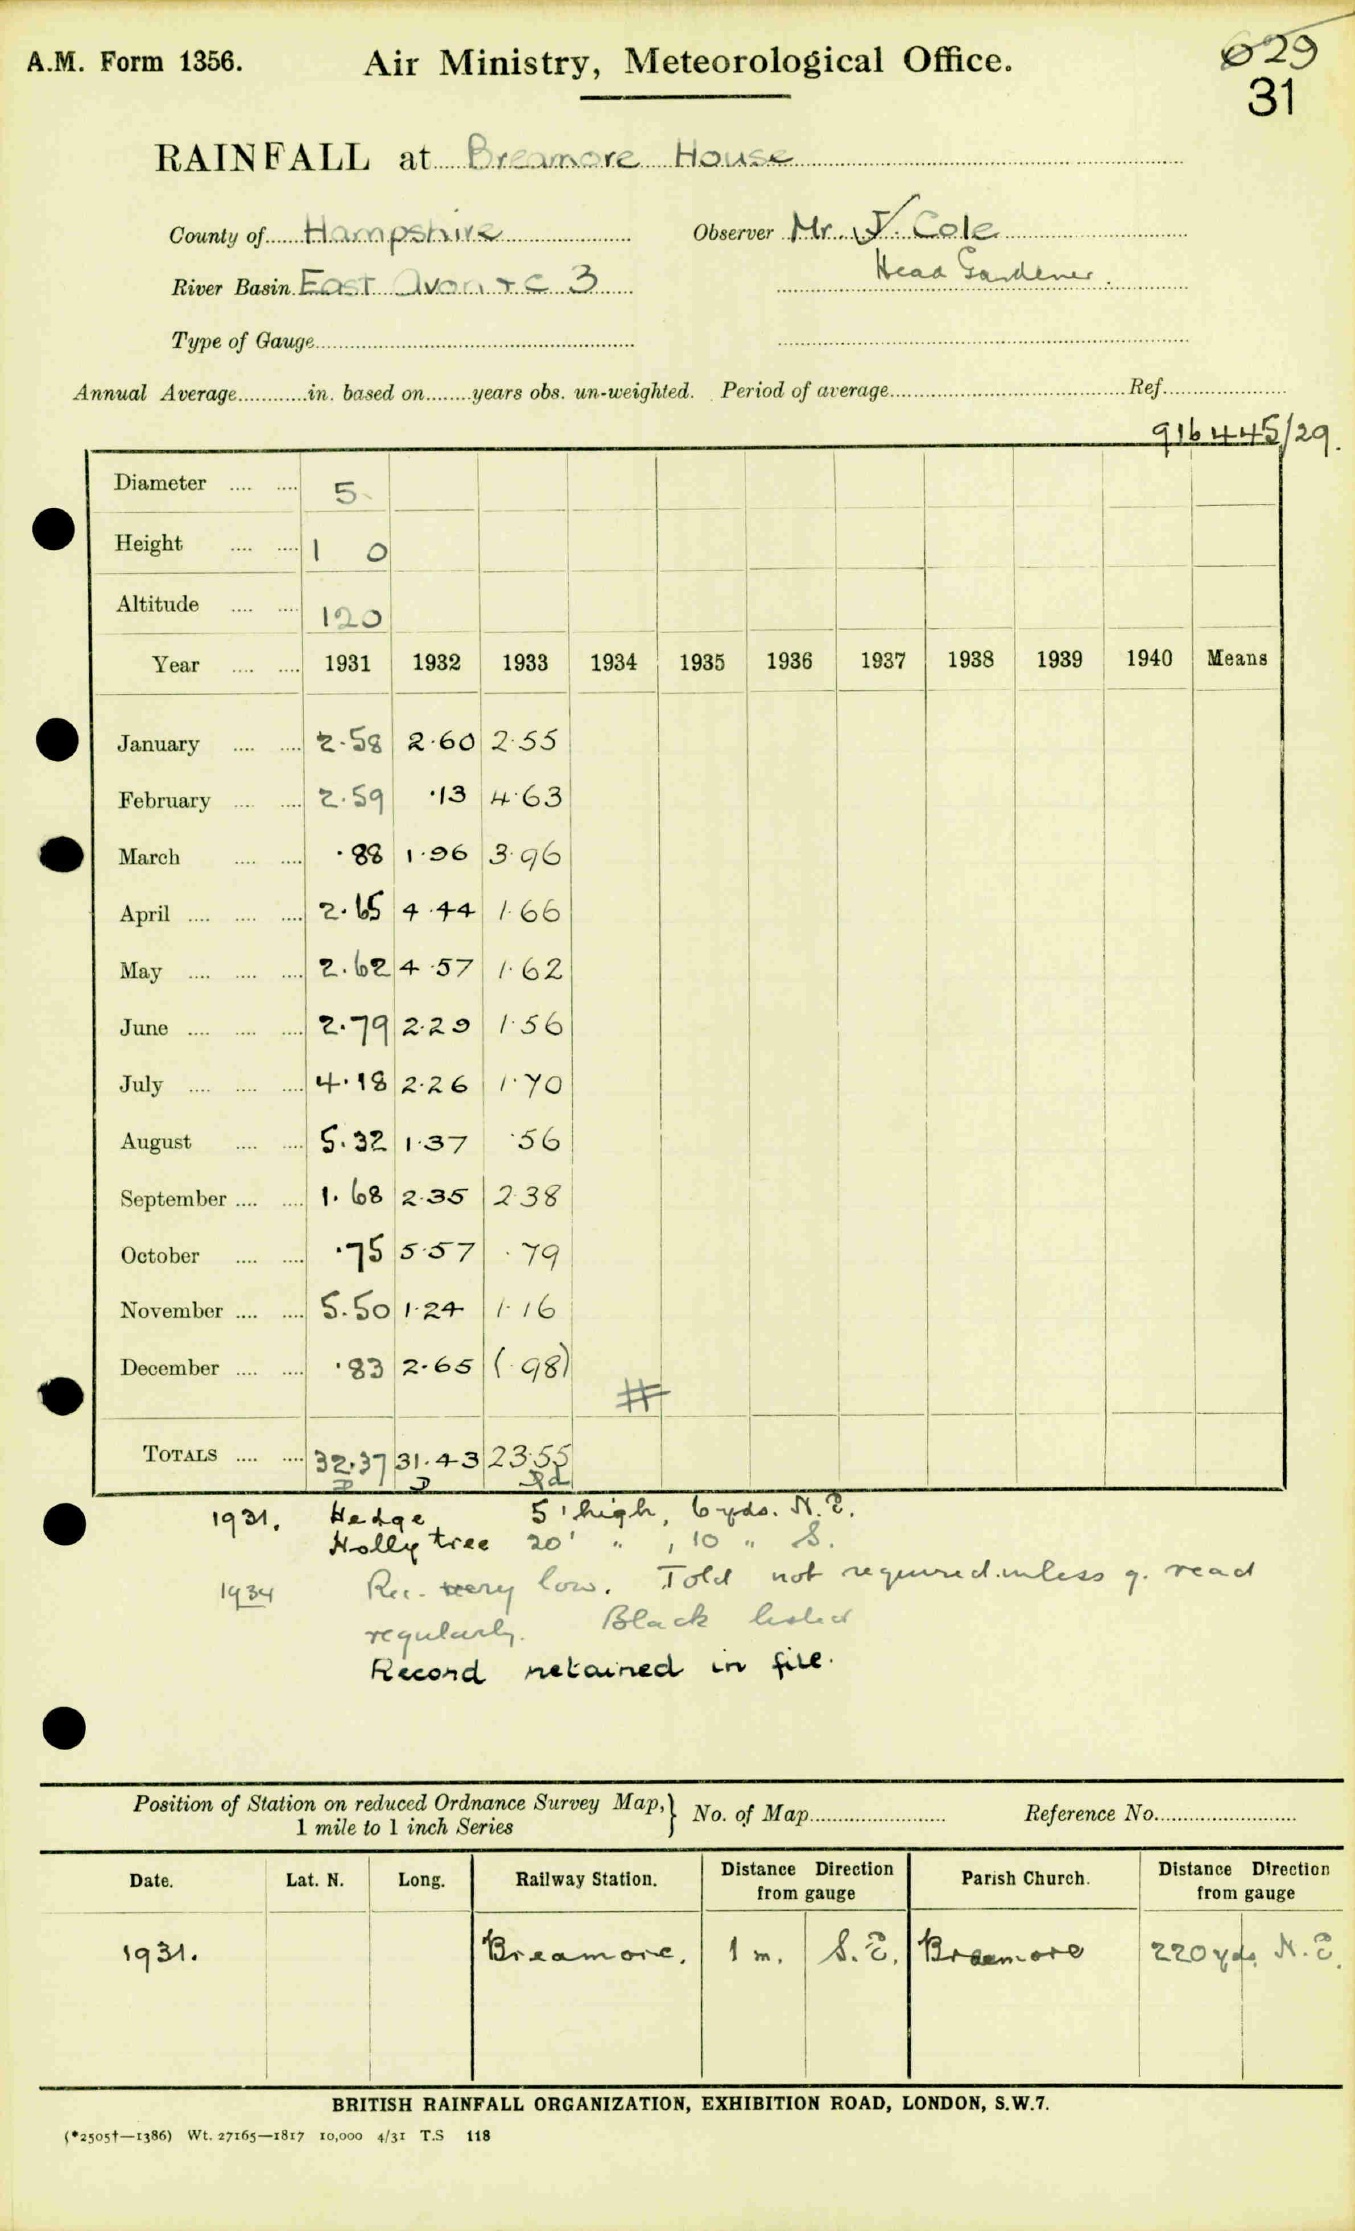 A.M. Form 1356.
Air Ministry, Meteorological Office.
629
31
RAINFALL at Breamore House
County of Hampshire Observer Mr. J. Cole
River Basin East Avon + C 3 Head Gardener.
Type of Gauge
Annual Average in. based on years obs. un-weighted. Period of average Ref.
916445/29.
Diameter 5
Height 1 0
Altitude 120
Year 1931 1932 1933 1934 1935 1936 1937 1938 1939 1940 Means
January 2.58 2.60 2.55
February 2.59 .13 4.63
March .88 1.96 3.96
April 2.65 4.44 1.66
May 2.62 4.57 1.62
June 2.79 2.29 1.56
July 4.18 2.26 1.70
August 5.32 1.37 .56
September 1.68 2.35 2.38
October .75 5.57 .79
November 5.50 1.24 1.16
December .83 2.65 (.98)
#
TOTALS 32.37 31.43 23.55
1931. Hedge 5' high, 6 yds. N.E.
Holly tree 20' " , 10 " S.
1934 Rec. very low. Told not required unless g. read
regularly. Black listed
Record retained in file.
Position of Station on reduced Ordnance Survey Map, } No. of Map Reference No.
1 mile to 1 inch Series
Date. Lat. N. Long. Railway Station. Distance Direction from gauge Parish Church. Distance Direction from gauge
1931. Breamore. 1 m. S.E. Breamore 220 yds. N.E.
BRITISH RAINFALL ORGANIZATION, EXHIBITION ROAD, LONDON, S.W.7.
(*2505†—1386) Wt. 27165—1817 10,000 4/31 T.S 118